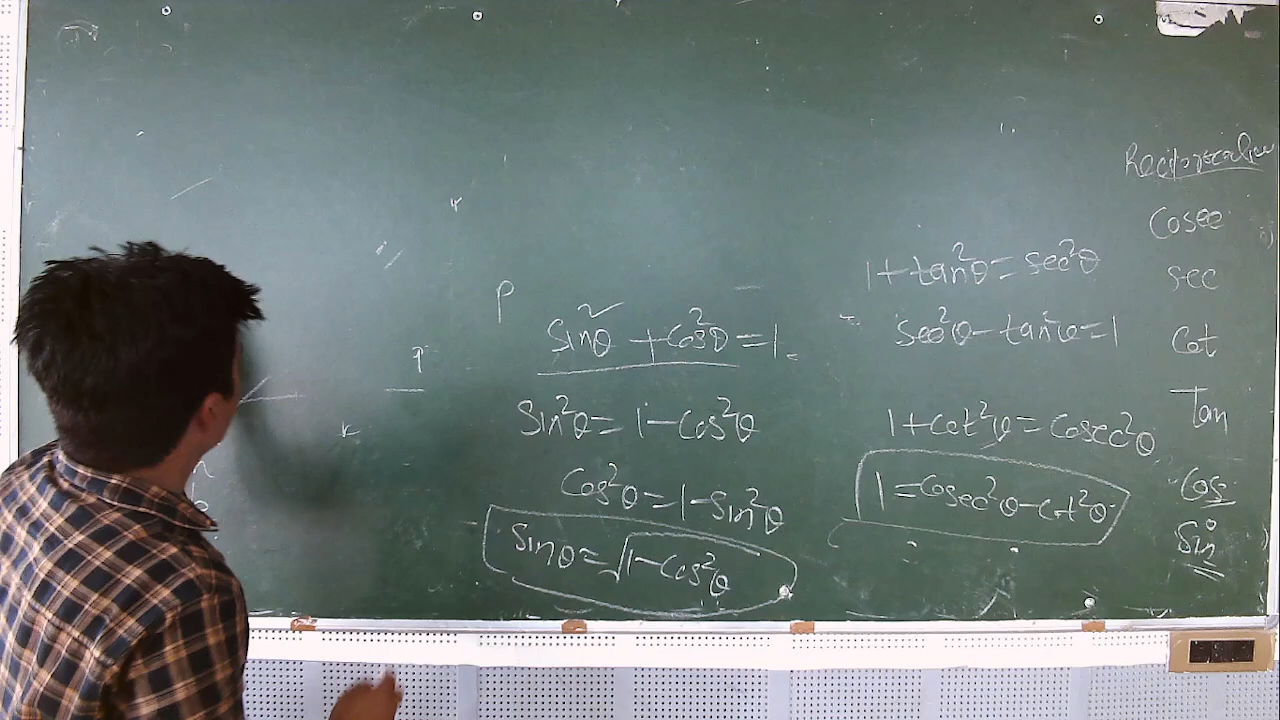 P
sin²θ + cos²θ = 1.
sin²θ = 1 - cos²θ
cos²θ = 1 - sin²θ
sinθ = √1 - cos²θ
1 + tan²θ = sec²θ
sec²θ - tan²θ = 1
1 + cot²θ = cosec²θ
1 = cosec²θ - cot²θ
Cosec
sec
Cot
Tan
Cos
Sin